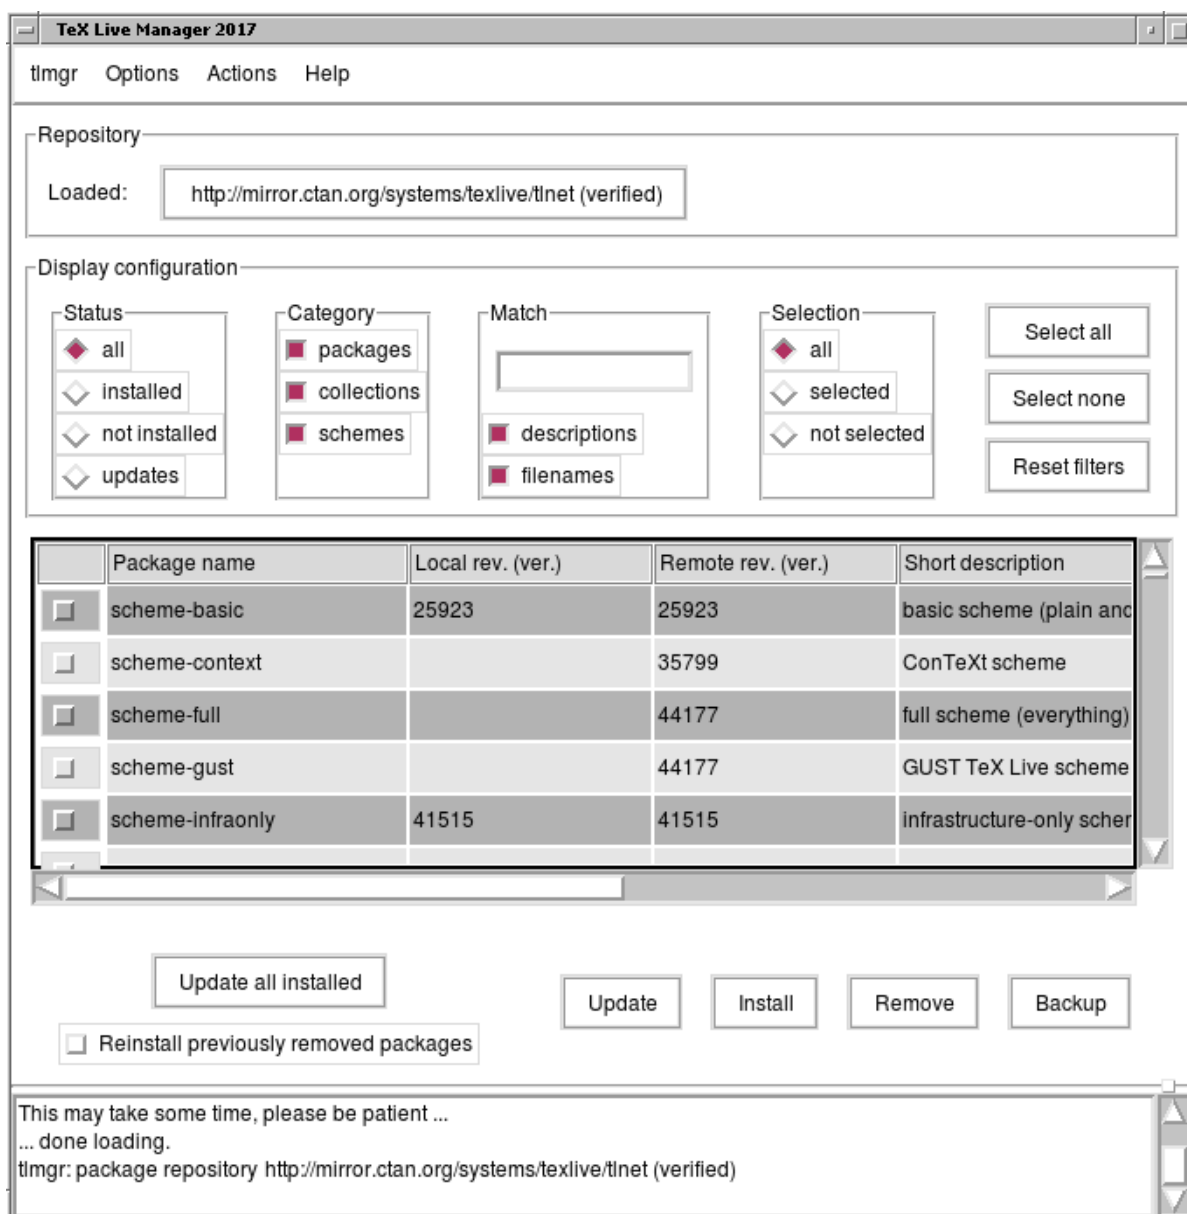 TeX Live Manager 2017
tlmgr Options Actions Help
Repository
Loaded: http://mirror.ctan.org/systems/texlive/tlnet (verified)
Display configuration
Status
all
installed
not installed
updates
Category
packages
collections
schemes
Match
descriptions
filenames
Selection
all
selected
not selected
Select all
Select none
Reset filters
Package name Local rev. (ver.) Remote rev. (ver.) Short description
scheme-basic 25923 25923 basic scheme (plain and
scheme-context 35799 ConTeXt scheme
scheme-full 44177 full scheme (everything)
scheme-gust 44177 GUST TeX Live scheme
scheme-infraonly 41515 41515 infrastructure-only
Update all installed
Reinstall previously removed packages
Update Install Remove Backup
This may take some time, please be patient ...
... done loading.
tlmgr: package repository http://mirror.ctan.org/systems/texlive/tlnet (verified)